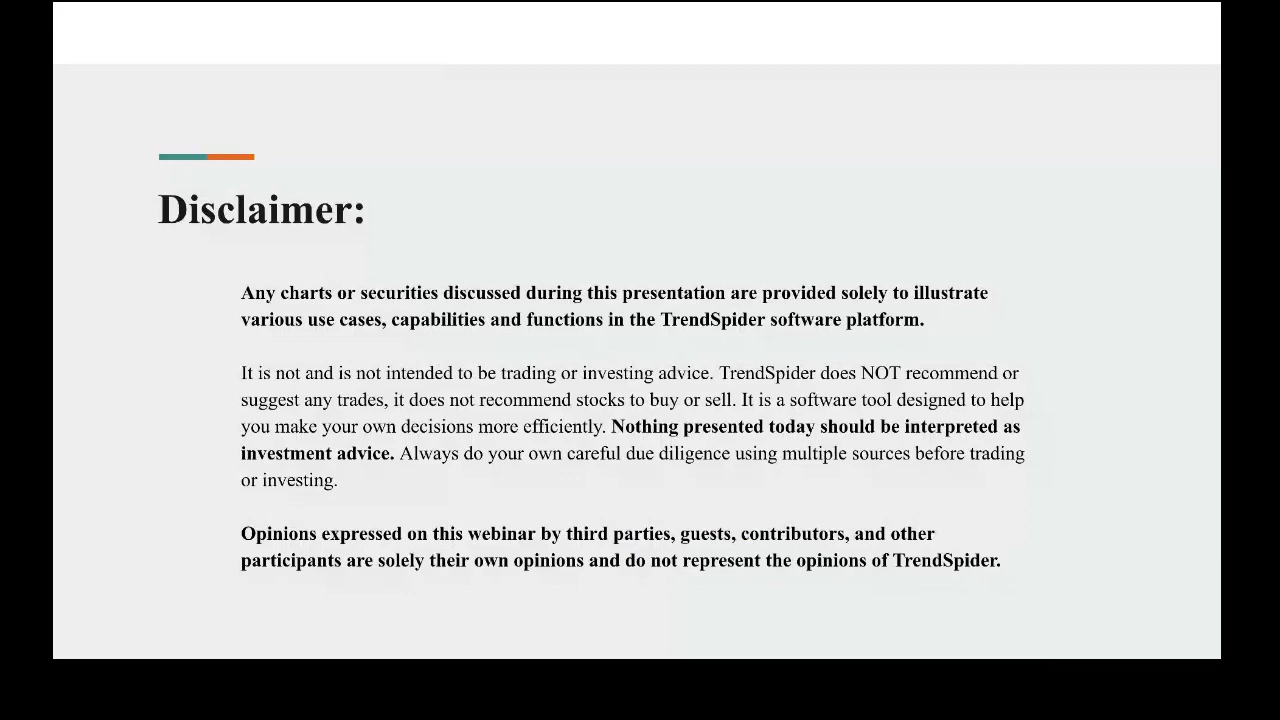 Disclaimer:
Any charts or securities discussed during this presentation are provided solely to illustrate
various use cases, capabilities and functions in the TrendSpider software platform.
It is not and is not intended to be trading or investing advice. TrendSpider does NOT recommend or
suggest any trades, it does not recommend stocks to buy or sell. It is a software tool designed to help
you make your own decisions more efficiently. Nothing presented today should be interpreted as
investment advice. Always do your own careful due diligence using multiple sources before trading
or investing.
Opinions expressed on this webinar by third parties, guests, contributors, and other
participants are solely their own opinions and do not represent the opinions of TrendSpider.